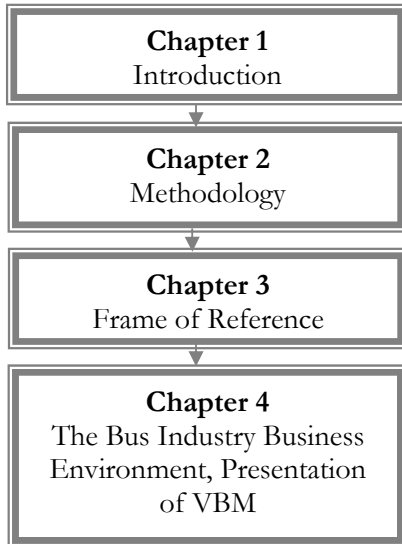 Chapter 1
Introduction
Chapter 2
Methodology
Chapter 3
Frame of Reference
Chapter 4
The Bus Industry Business
Environment, Presentation
of VBM